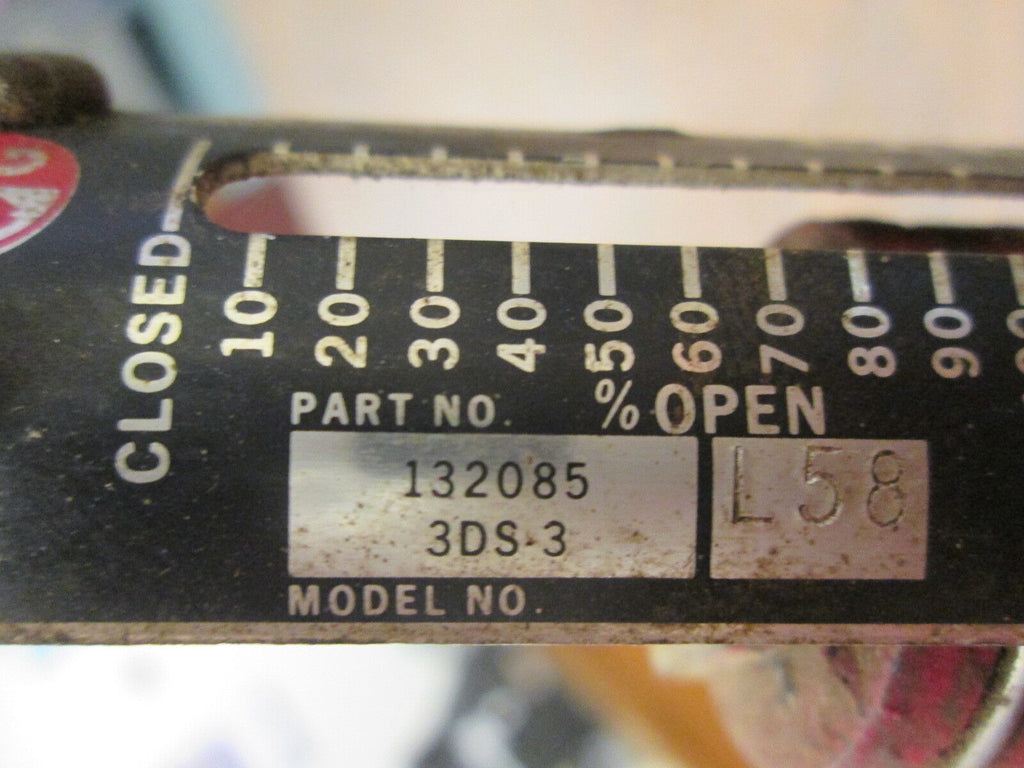 CLOSED
10 20 30 40 50 60 70 80 90
% OPEN
PART NO.
132085
L58
3DS-3
MODEL NO.